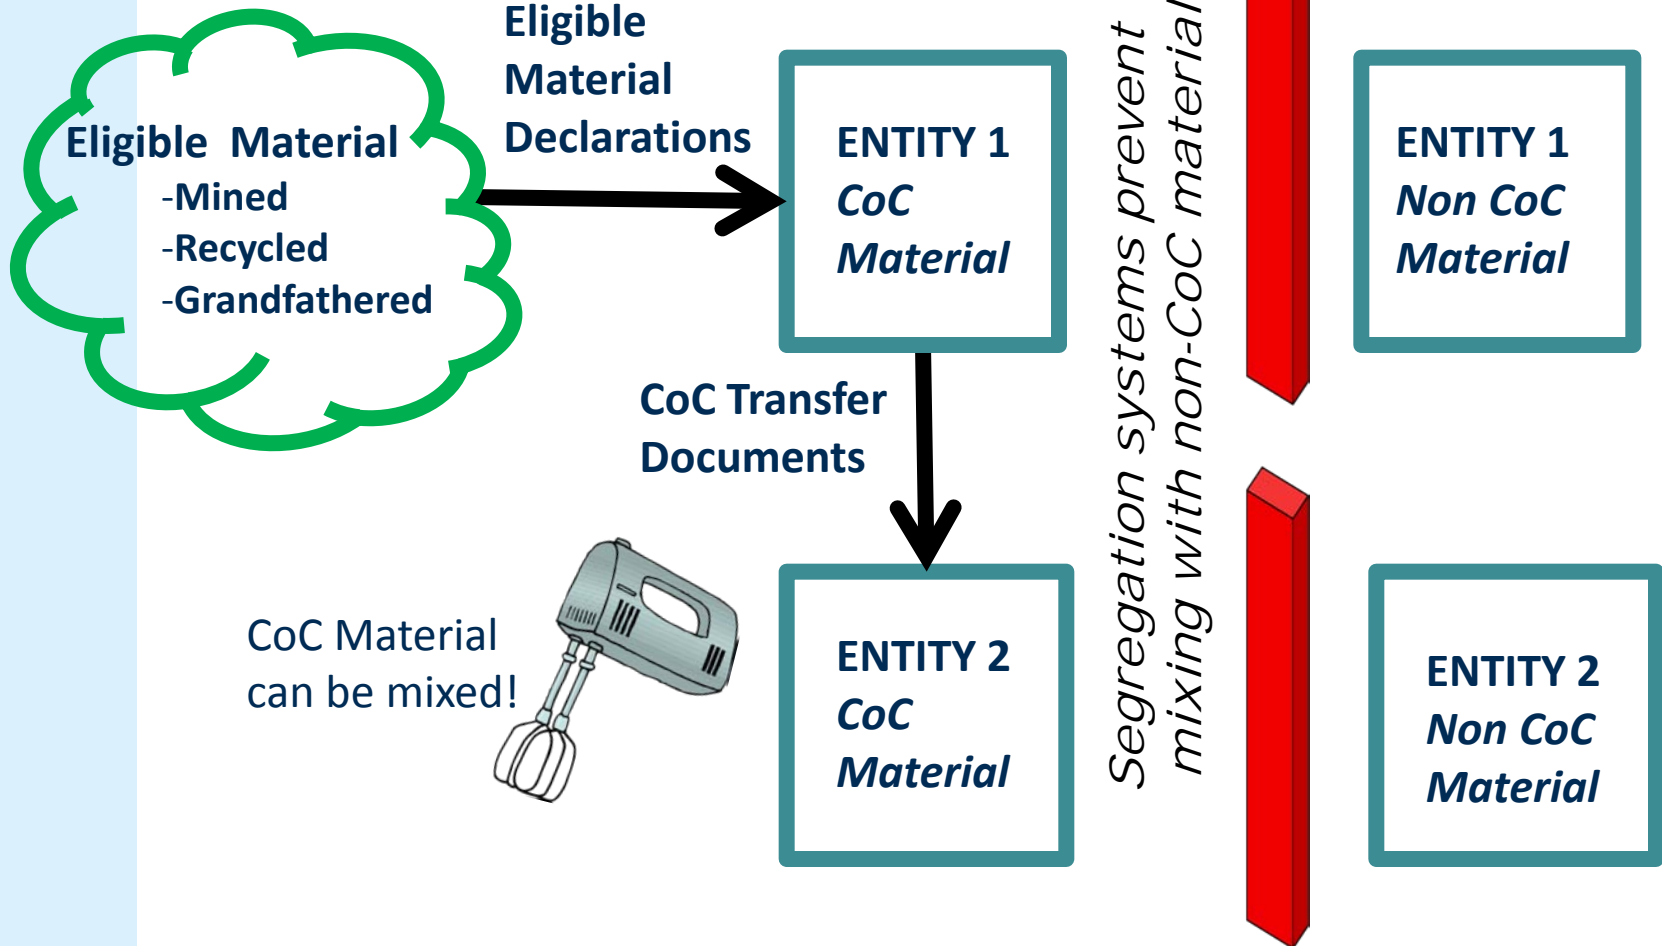 Eligible
Material
Declarations
Eligible Material
-Mined
-Recycled
-Grandfathered
ENTITY 1
CoC
Material
Segregation systems prevent
mixing with non-CoC material
ENTITY 1
Non CoC
Material
CoC Transfer
Documents
CoC Material
can be mixed!
ENTITY 2
CoC
Material
ENTITY 2
Non CoC
Material